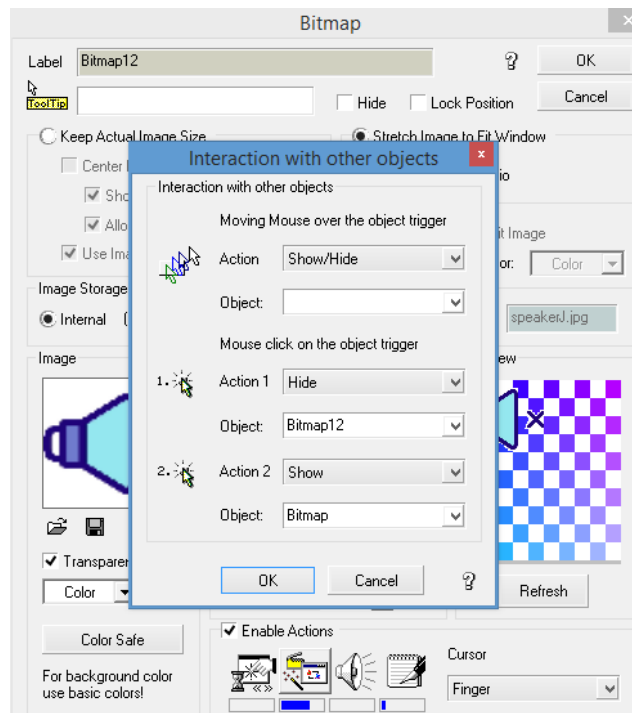 Bitmap
Label Bitmap12 OK
ToolTip Hide Lock Position Cancel
Keep Actual Image Size Stretch Image to Fit Window
Center
Interaction with other objects x
Interaction with other objects
Moving Mouse over the object trigger
Action Show/Hide
Object:
Mouse click on the object trigger
1. Action 1 Hide
Object: Bitmap12
2. Action 2 Show
Object: Bitmap
OK Cancel ?
Use
Image
Color
Image Storage
Internal speakerJ.jpg
Image
Color Refresh
Color Safe Enable Actions
For background color
use basic colors!
Cursor
Finger